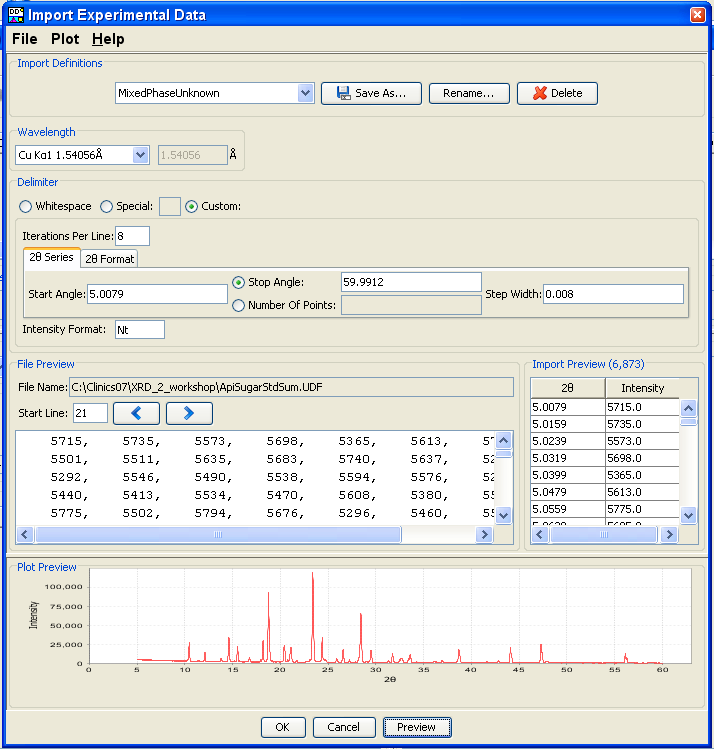 Import Experimental Data
File Plot Help
Import Definitions
MixedPhaseUnknown Save As... Rename... Delete
Wavelength
Cu Ka1 1.54056Å 1.54056 Å
Delimiter
Whitespace Special: Custom:
Iterations Per Line: 8
2θ Series 2θ Format
Start Angle: 5.0079 Stop Angle: 59.9912 Step Width: 0.008
Number Of Points:
Intensity Format: Nt
File Preview
File Name: C:\Clinics07\XRD_2_workshop\ApiSugarStdSum.UDF
Start Line: 21
5715, 5735, 5573, 5698, 5365, 5613,
5501, 5511, 5635, 5683, 5740, 5637,
5292, 5546, 5490, 5538, 5594, 5576,
5440, 5413, 5534, 5470, 5608, 5380,
5775, 5502, 5794, 5676, 5296, 5460,
Import Preview (6,873)
2θ Intensity
5.0079 5715.0
5.0159 5735.0
5.0239 5573.0
5.0319 5698.0
5.0399 5365.0
5.0479 5613.0
5.0559 5775.0
Plot Preview
Intensity
100,000
75,000
50,000
25,000
0
0 5 10 15 20 25 30 35 40 45 50 55 60
2θ
OK Cancel Preview